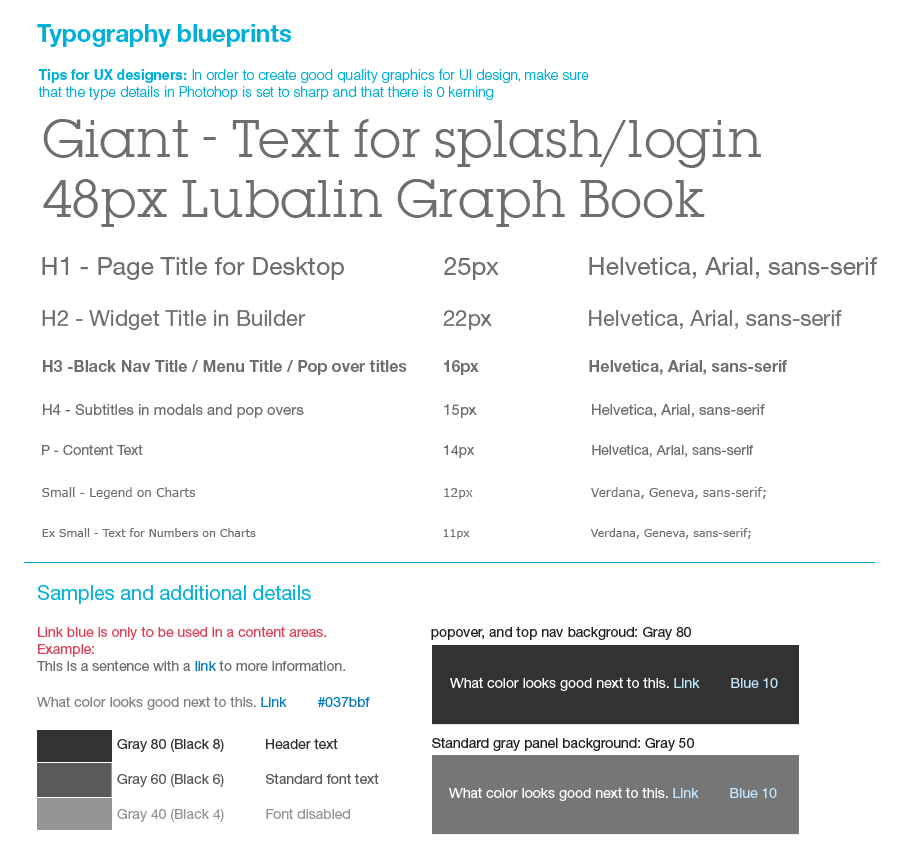 Typography blueprints
Tips for UX designers: In order to create good quality graphics for UI design, make sure
that the type details in Photohop is set to sharp and that there is 0 kerning
Giant - Text for splash/login
48px Lubalin Graph Book
H1 - Page Title for Desktop 25px Helvetica, Arial, sans-serif
H2 - Widget Title in Builder 22px Helvetica, Arial, sans-serif
H3 -Black Nav Title / Menu Title / Pop over titles 16px Helvetica, Arial, sans-serif
H4 - Subtitles in modals and pop overs 15px Helvetica, Arial, sans-serif
P - Content Text 14px Helvetica, Arial, sans-serif
Small - Legend on Charts 12px Verdana, Geneva, sans-serif;
Ex Small - Text for Numbers on Charts 11px Verdana, Geneva, sans-serif;
Samples and additional details
Link blue is only to be used in a content areas.
Example:
This is a sentence with a link to more information.
What color looks good next to this. Link #037bbf
Gray 80 (Black 8) Header text
Gray 60 (Black 6) Standard font text
Gray 40 (Black 4) Font disabled
popover, and top nav backgroud: Gray 80
What color looks good next to this. Link Blue 10
Standard gray panel background: Gray 50
What color looks good next to this. Link Blue 10